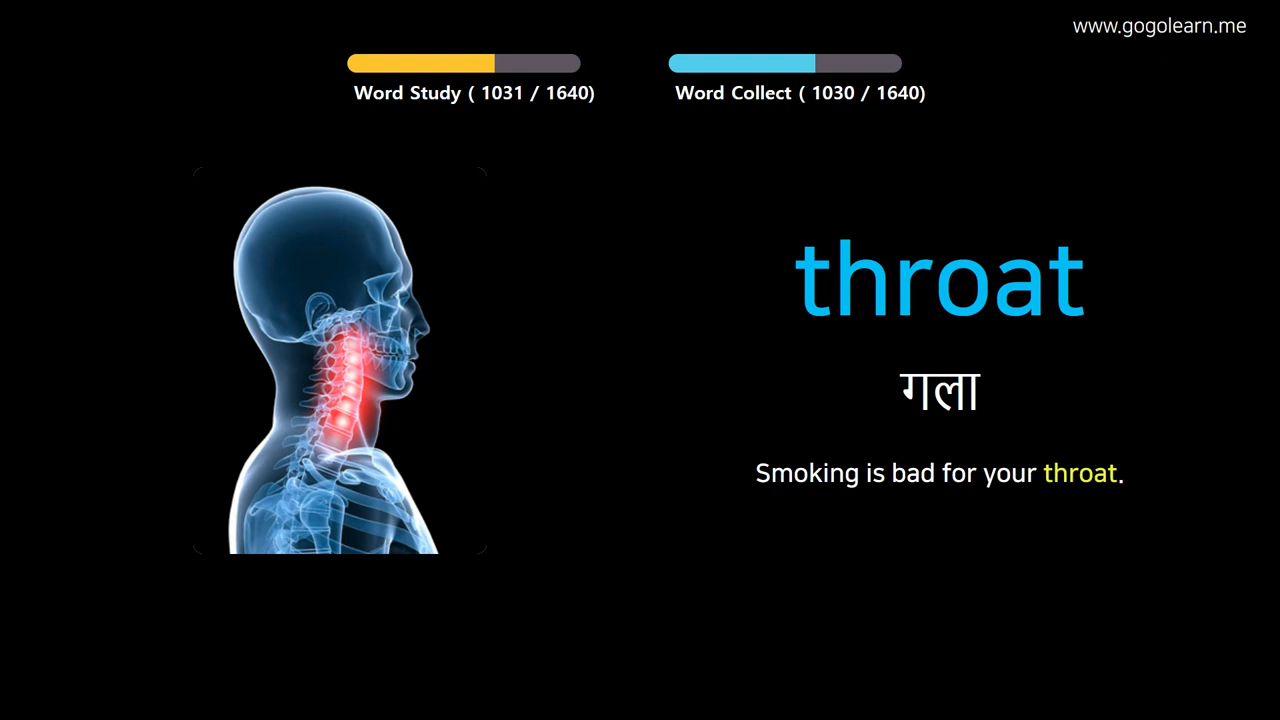 www.gogolearn.me
Word Study ( 1031 / 1640)
Word Collect ( 1030 / 1640)
throat
गला
Smoking is bad for your throat.